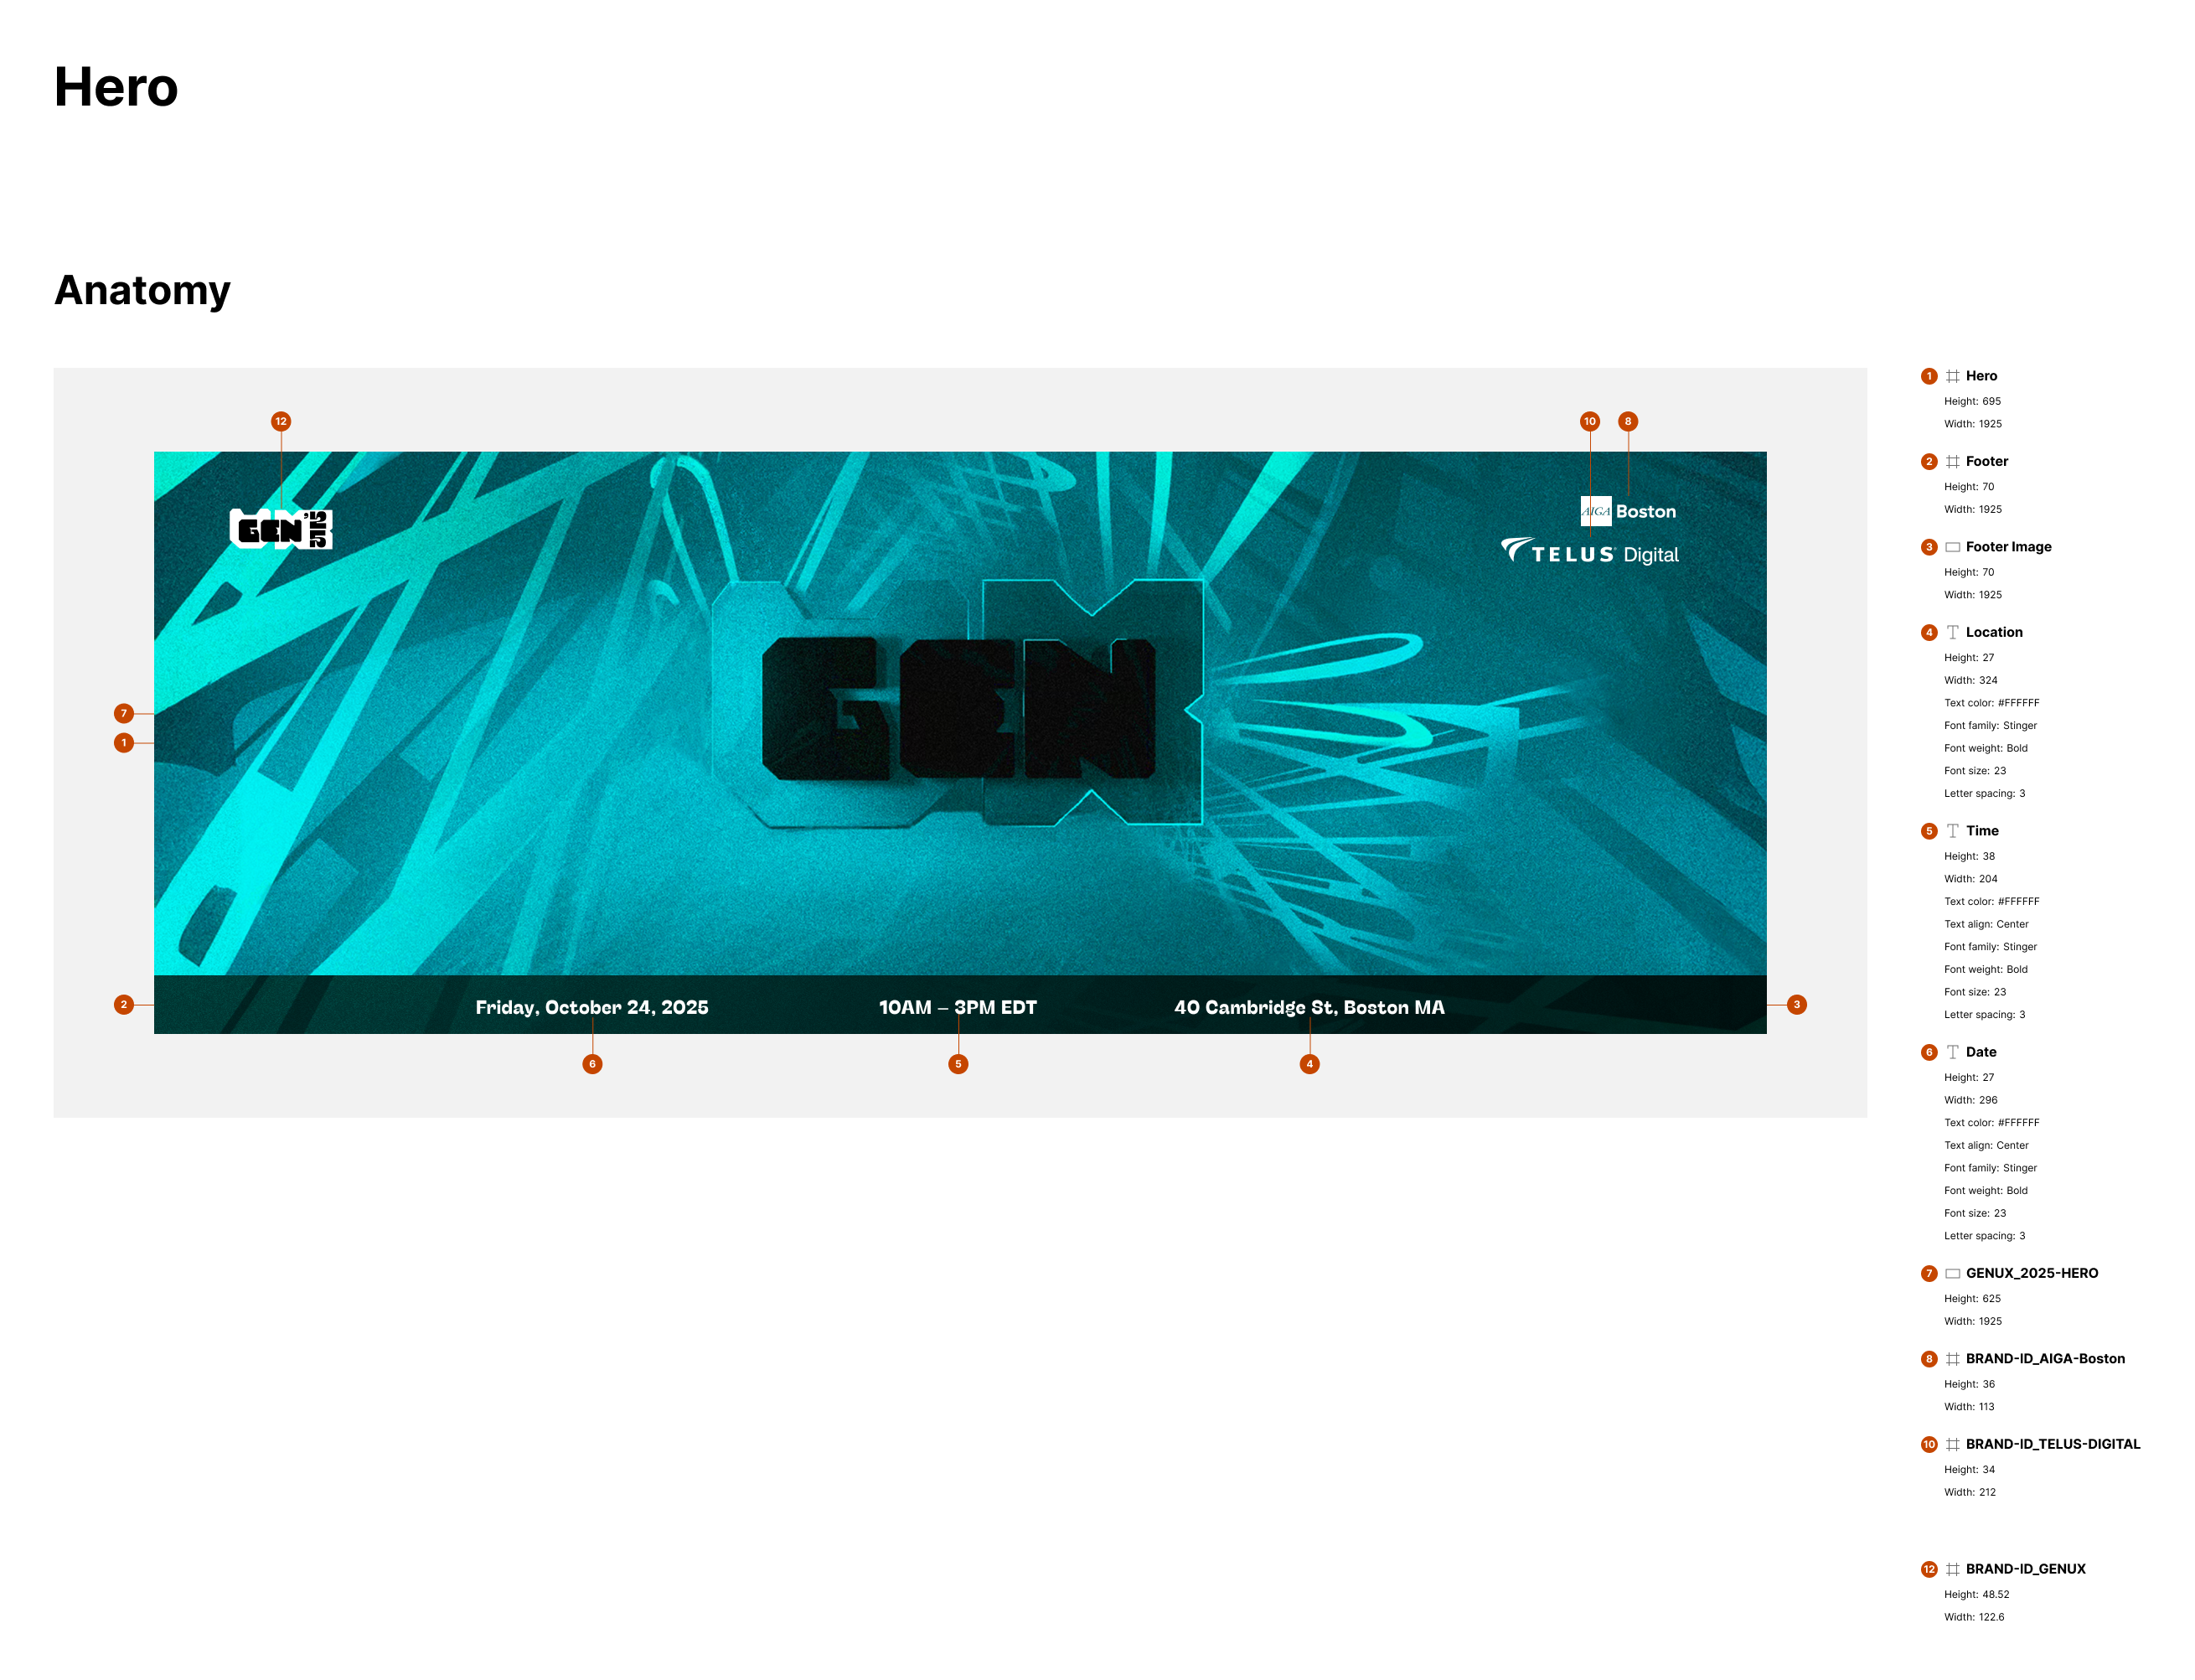 Hero
Anatomy
12
10
8
GEN '25
AIGA Boston
TELUS® Digital
GEN
7
1
2
3
Friday, October 24, 2025
10AM – 3PM EDT
40 Cambridge St, Boston MA
6
5
4
1 Hero
Height: 695
Width: 1925
2 Footer
Height: 70
Width: 1925
3 Footer Image
Height: 70
Width: 1925
4 Location
Height: 27
Width: 324
Text color: #FFFFFF
Font family: Stinger
Font weight: Bold
Font size: 23
Letter spacing: 3
5 Time
Height: 38
Width: 204
Text color: #FFFFFF
Text align: Center
Font family: Stinger
Font weight: Bold
Font size: 23
Letter spacing: 3
6 Date
Height: 27
Width: 296
Text color: #FFFFFF
Text align: Center
Font family: Stinger
Font weight: Bold
Font size: 23
Letter spacing: 3
7 GENUX_2025-HERO
Height: 625
Width: 1925
8 BRAND-ID_AIGA-Boston
Height: 36
Width: 113
10 BRAND-ID_TELUS-DIGITAL
Height: 34
Width: 212
12 BRAND-ID_GENUX
Height: 48.52
Width: 122.6